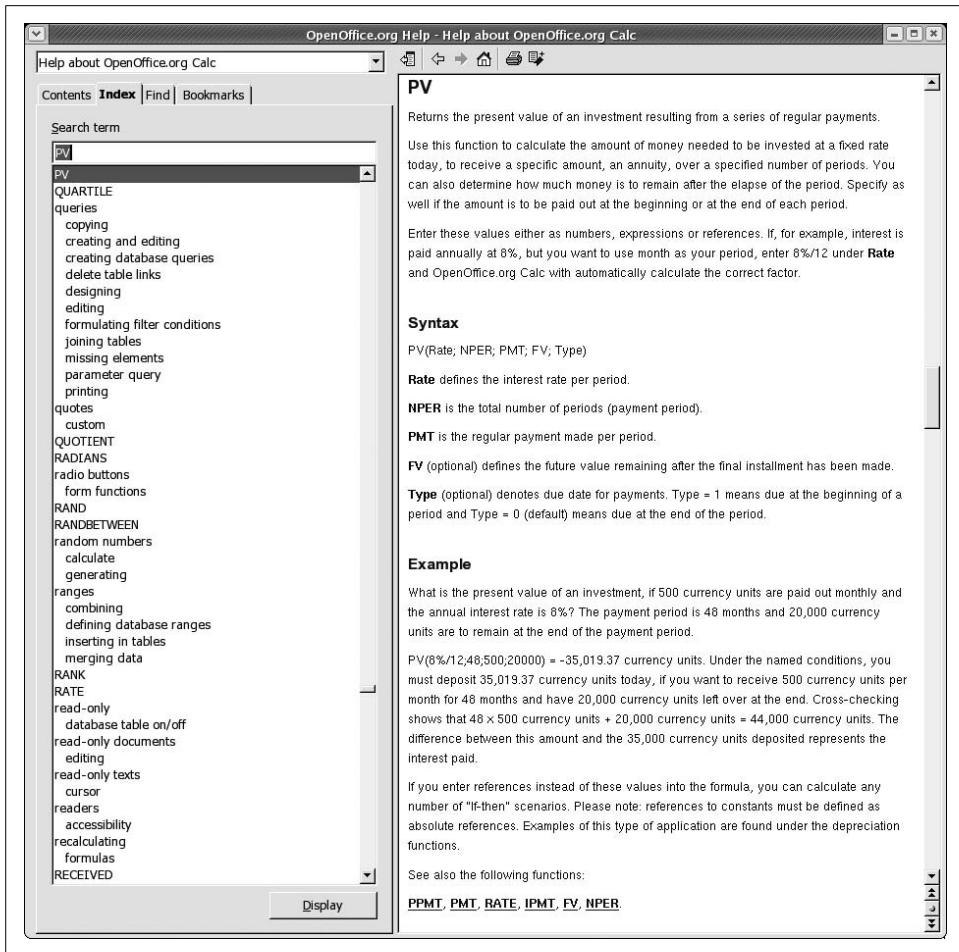 OpenOffice.org Help - Help about OpenOffice.org Calc
Help about OpenOffice.org Calc
Contents Index Find Bookmarks
Search term
PV
PV
QUARTILE
queries
copying
creating and editing
creating database queries
delete table links
designing
editing
formulating filter conditions
joining tables
missing elements
parameter query
printing
quotes
custom
QUOTIENT
RADIANS
radio buttons
form functions
RAND
RANDBETWEEN
random numbers
calculate
generating
ranges
combining
defining database ranges
inserting in tables
merging data
RANK
RATE
read-only
database table on/off
read-only documents
editing
read-only texts
cursor
readers
accessibility
recalculating
formulas
RECEIVED
Display
PV
Returns the present value of an investment resulting from a series of regular payments.
Use this function to calculate the amount of money needed to be invested at a fixed rate
today, to receive a specific amount, an annuity, over a specified number of periods. You
can also determine how much money is to remain after the elapse of the period. Specify as
well if the amount is to be paid out at the beginning or at the end of each period.
Enter these values either as numbers, expressions or references. If, for example, interest is
paid annually at 8%, but you want to use month as your period, enter 8%/12 under Rate
and OpenOffice.org Calc with automatically calculate the correct factor.
Syntax
PV(Rate; NPER; PMT; FV; Type)
Rate defines the interest rate per period.
NPER is the total number of periods (payment period).
PMT is the regular payment made per period.
FV (optional) defines the future value remaining after the final installment has been made.
Type (optional) denotes due date for payments. Type = 1 means due at the beginning of a
period and Type = 0 (default) means due at the end of the period.
Example
What is the present value of an investment, if 500 currency units are paid out monthly and
the annual interest rate is 8%? The payment period is 48 months and 20,000 currency
units are to remain at the end of the payment period.
PV(8%/12;48;500;20000) = -35,019.37 currency units. Under the named conditions, you
must deposit 35,019.37 currency units today, if you want to receive 500 currency units per
month for 48 months and have 20,000 currency units left over at the end. Cross-checking
shows that 48 x 500 currency units + 20,000 currency units = 44,000 currency units. The
difference between this amount and the 35,000 currency units deposited represents the
interest paid.
If you enter references instead of these values into the formula, you can calculate any
number of "If-then" scenarios. Please note: references to constants must be defined as
absolute references. Examples of this type of application are found under the depreciation
functions.
See also the following functions:
PPMT, PMT, RATE, IPMT, FV, NPER.